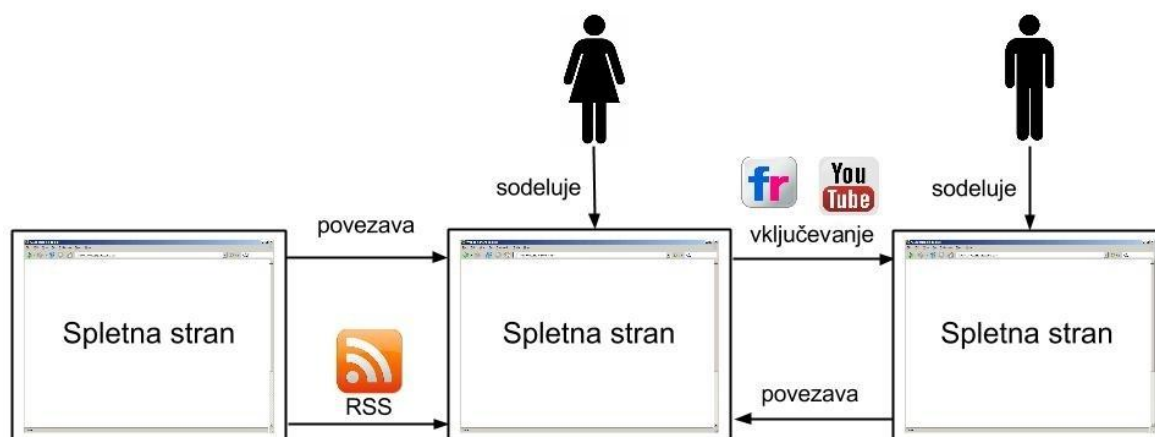 sodeluje
fr
You
Tube
sodeluje
povezava
vključevanje
Spletna stran
Spletna stran
Spletna stran
RSS
povezava